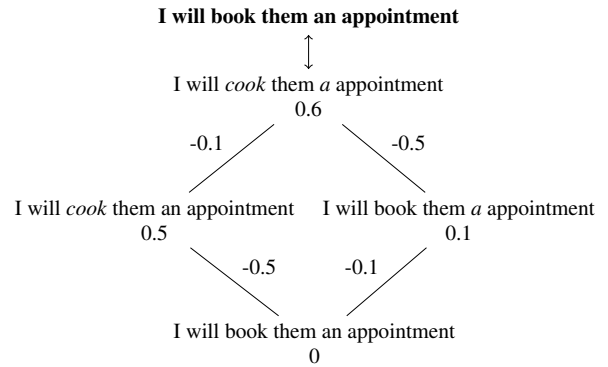 I will book them an appointment
I will cook them a appointment
0.6
-0.1 -0.5
I will cook them an appointment I will book them a appointment
0.5 0.1
-0.5 -0.1
I will book them an appointment
0